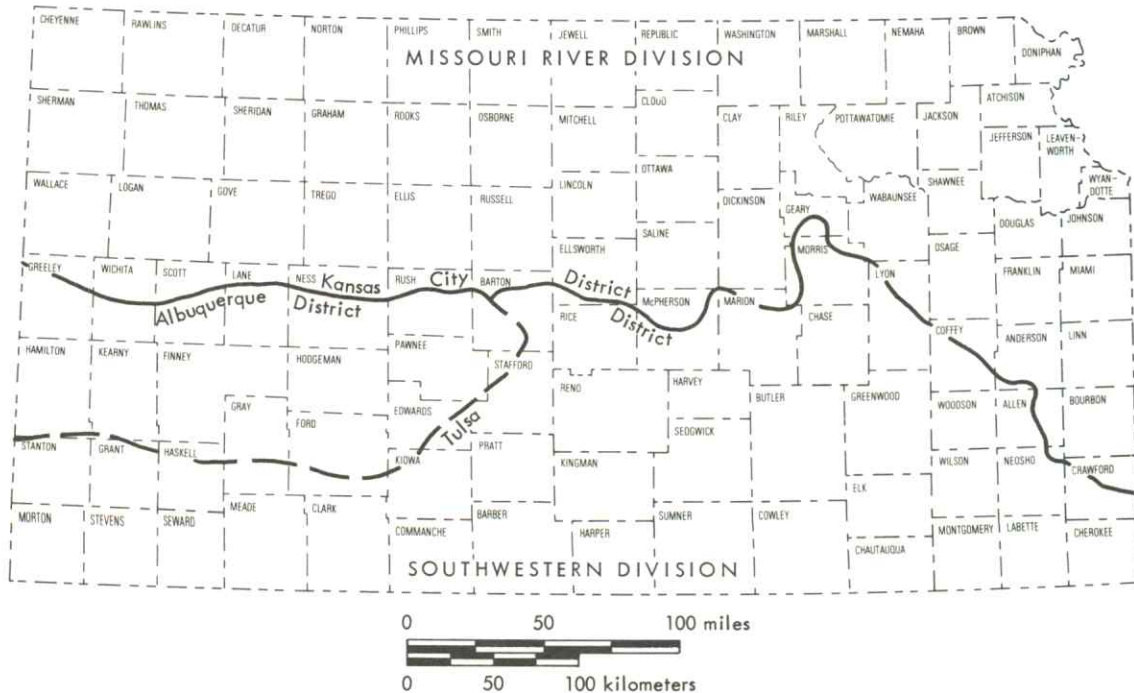 CHEYENNE RAWLINS DECATUR NORTON PHILLIPS SMITH JEWELL REPUBLIC WASHINGTON MARSHALL NEMAHA BROWN
DONIPHAN
MISSOURI RIVER DIVISION
SHERMAN THOMAS SHERIDAN GRAHAM ROOKS OSBORNE MITCHELL CLOUD CLAY RILEY POTTAWATOMIE JACKSON ATCHISON
JEFFERSON LEAVEN-
WORTH
WALLACE LOGAN GOVE TREGO ELLIS RUSSELL LINCOLN OTTAWA DICKINSON GEARY WABAUNSEE SHAWNEE WYAN-
DOTTE
ELLSWORTH SALINE MORRIS OSAGE DOUGLAS JOHNSON
GREELEY WICHITA SCOTT LANE NESS Kansas RUSH City BARTON District LYON FRANKLIN MIAMI
Albuquerque District RICE McPHERSON District MARION CHASE COFFEY
HAMILTON KEARNY FINNEY HODGEMAN PAWNEE STAFFORD ANDERSON LINN
RENO HARVEY BUTLER GREENWOOD
GRAY FORD EDWARDS Tulsa SEDGWICK WOODSON ALLEN BOURBON
STANTON GRANT HASKELL KIOWA PRATT KINGMAN WILSON NEOSHO CRAWFORD
ELK
MORTON STEVENS SEWARD MEADE CLARK COMMANCHE BARBER HARPER SUMNER COWLEY MONTGOMERY LABETTE CHEROKEE
CHAUTAUQUA
SOUTHWESTERN DIVISION
0 50 100 miles
0 50 100 kilometers